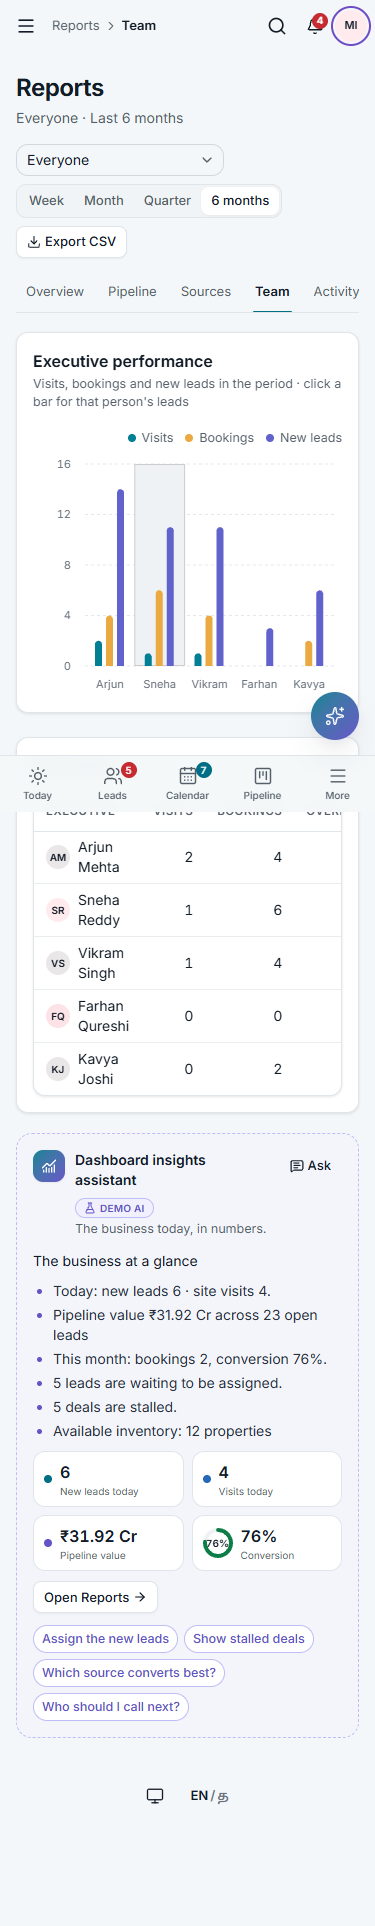 Reports > Team
4
MI
Reports
Everyone · Last 6 months
Everyone
Week Month Quarter 6 months
Export CSV
Overview Pipeline Sources Team Activity
Executive performance
Visits, bookings and new leads in the period · click a
bar for that person's leads
Visits Bookings New leads
16
12
8
4
0
Arjun Sneha Vikram Farhan Kavya
5
7
Today Leads Calendar Pipeline More
EXECUTIVE VISITS BOOKINGS
AM Arjun Mehta 2 4
SR Sneha Reddy 1 6
VS Vikram Singh 1 4
FQ Farhan Qureshi 0 0
KJ Kavya Joshi 0 2
Dashboard insights
assistant
Ask
DEMO AI
The business today, in numbers.
The business at a glance
Today: new leads 6 · site visits 4.
Pipeline value ₹31.92 Cr across 23 open
leads
This month: bookings 2, conversion 76%.
5 leads are waiting to be assigned.
5 deals are stalled.
Available inventory: 12 properties
6
New leads today
4
Visits today
₹31.92 Cr
Pipeline value
76%
76%
Conversion
Open Reports →
Assign the new leads Show stalled deals
Which source converts best?
Who should I call next?
EN / த